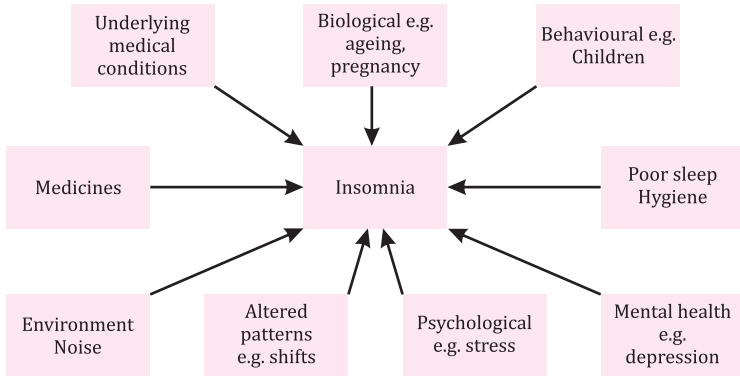 Underlying
medical
conditions
Biological e.g.
ageing,
pregnancy
Behavioural e.g.
Children
Medicines
Insomnia
Poor sleep
Hygiene
Environment
Noise
Altered
patterns
e.g. shifts
Psychological
e.g. stress
Mental health
e.g.
depression